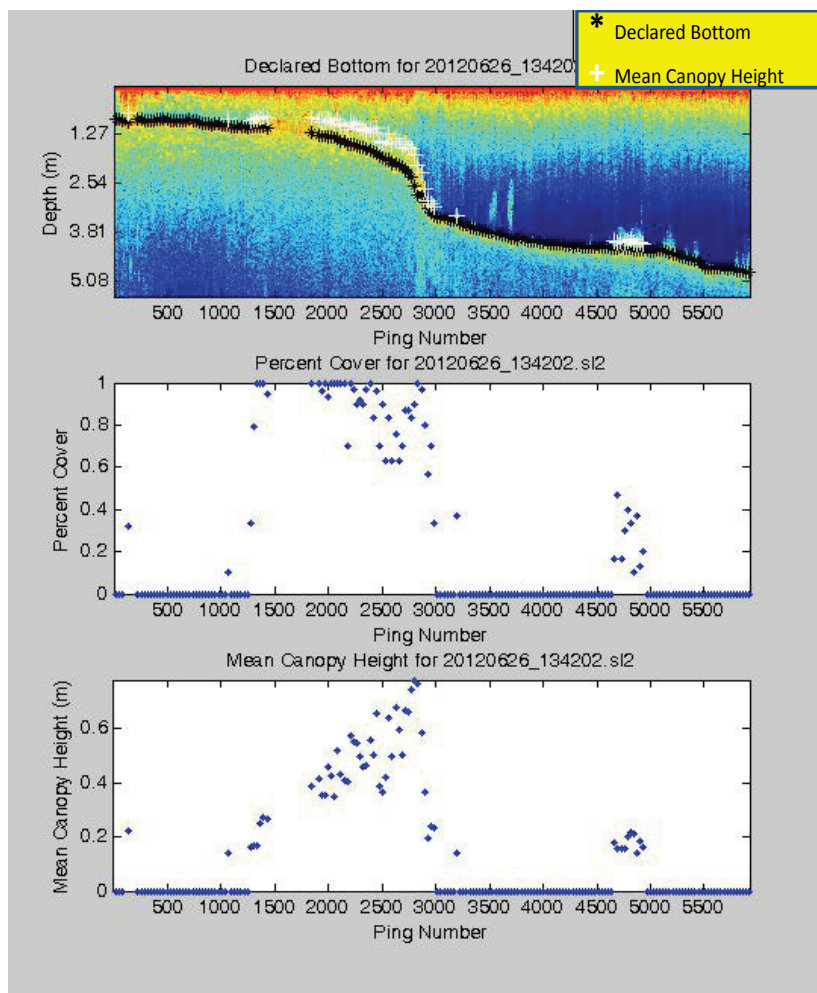 * Declared Bottom
+ Mean Canopy Height
Declared Bottom for 20120626_134202
1.27
2.54
3.81
5.08
Depth (m)
500 1000 1500 2000 2500 3000 3500 4000 4500 5000 5500
Ping Number
Percent Cover for 20120626_134202.sl2
1
0.8
0.6
0.4
0.2
0
Percent Cover
500 1000 1500 2000 2500 3000 3500 4000 4500 5000 5500
Ping Number
Mean Canopy Height for 20120626_134202.sl2
0.6
0.4
0.2
0
Mean Canopy Height (m)
500 1000 1500 2000 2500 3000 3500 4000 4500 5000 5500
Ping Number